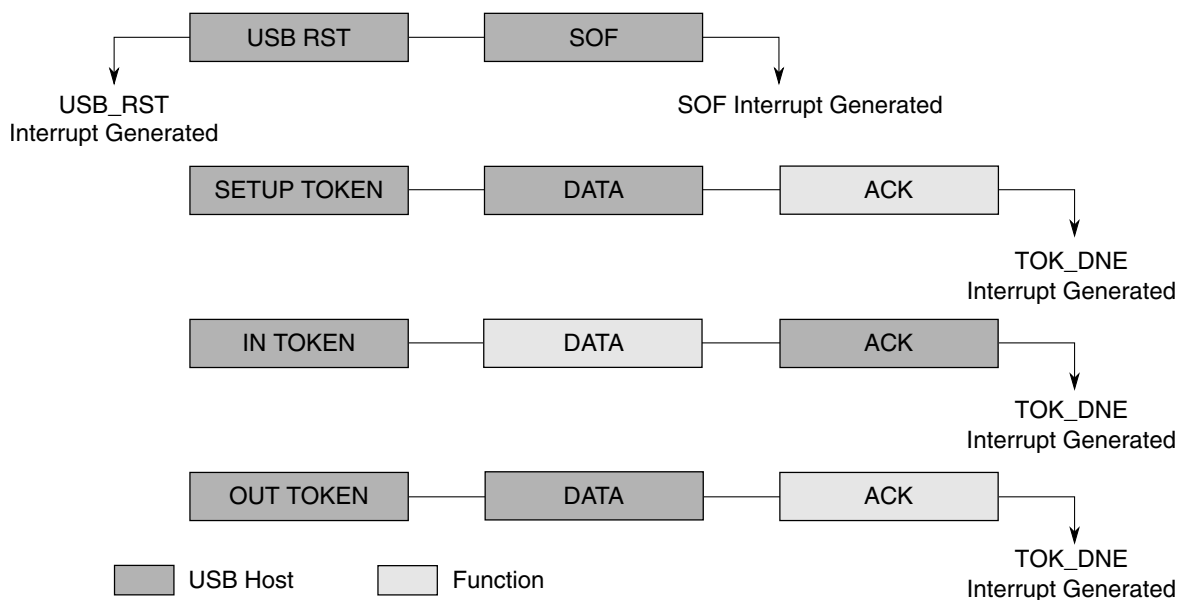 USB RST
SOF
USB_RST
Interrupt Generated
SOF Interrupt Generated
SETUP TOKEN
DATA
ACK
TOK_DNE
Interrupt Generated
IN TOKEN
DATA
ACK
TOK_DNE
Interrupt Generated
OUT TOKEN
DATA
ACK
TOK_DNE
Interrupt Generated
USB Host
Function